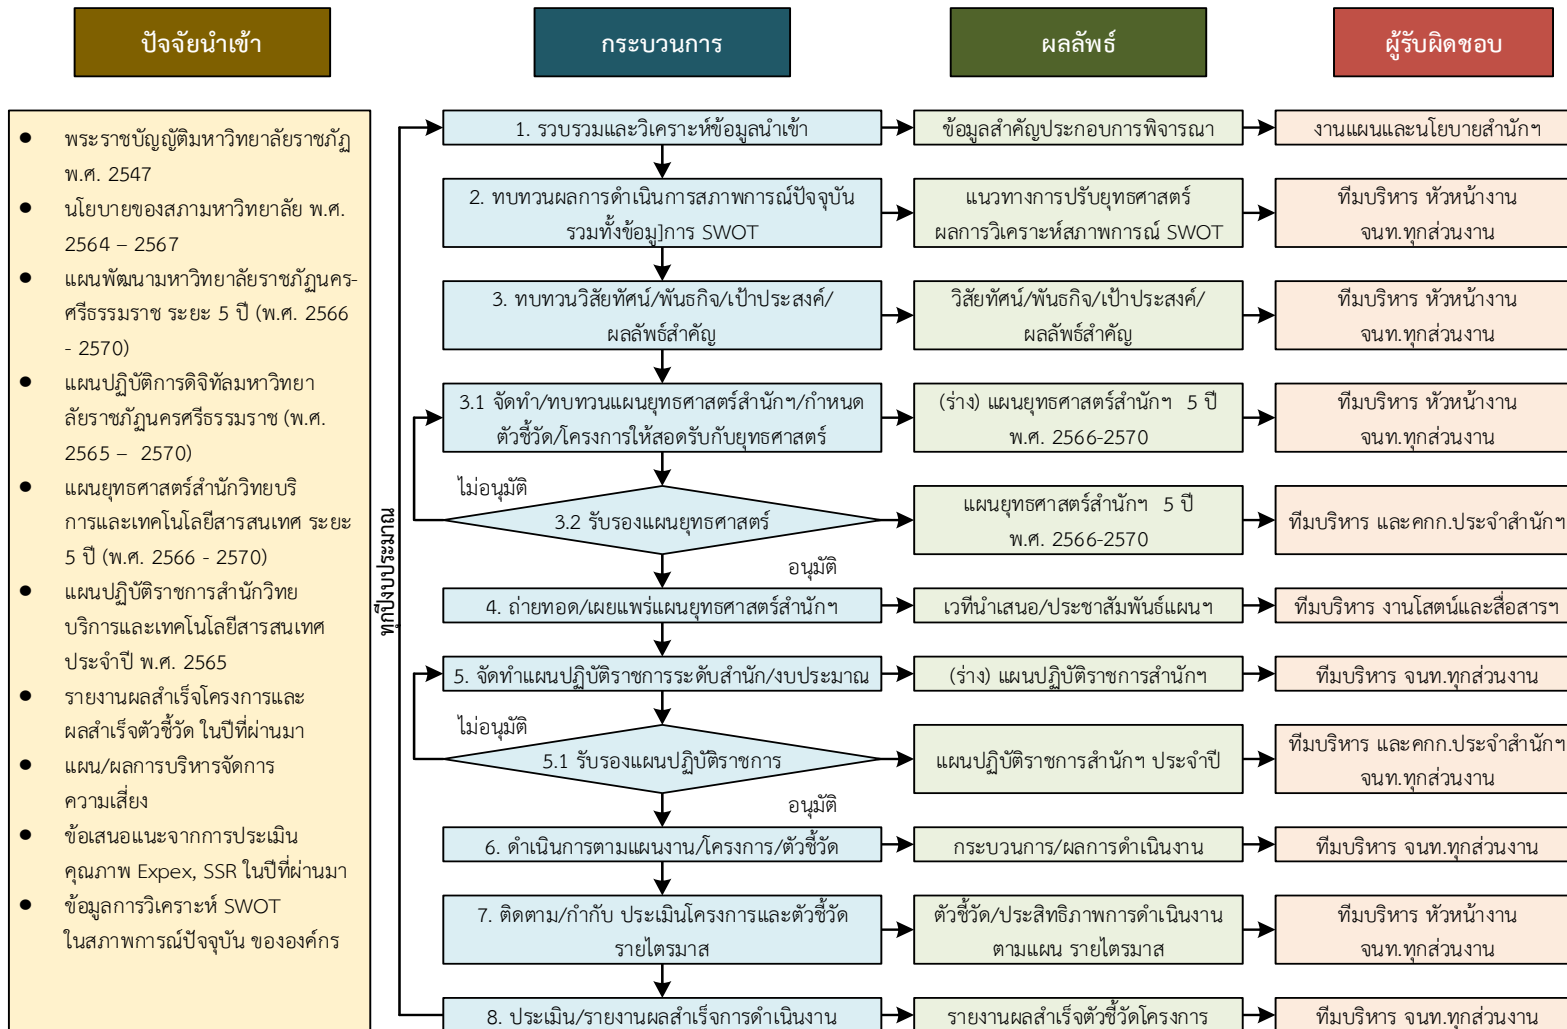 ปัจจัยนำเข้า
กระบวนการ
ผลลัพธ์
ผู้รับผิดชอบ
● พระราชบัญญัติมหาวิทยาลัยราชภัฏ
พ.ศ. 2547
● นโยบายของสภามหาวิทยาลัย พ.ศ.
2564 – 2567
● แผนพัฒนามหาวิทยาลัยราชภัฏนคร-
ศรีธรรมราช ระยะ 5 ปี (พ.ศ. 2566
- 2570)
● แผนปฏิบัติการดิจิทัลมหาวิทยา
ลัยราชภัฏนครศรีธรรมราช (พ.ศ.
2565 – 2570)
● แผนยุทธศาสตร์สำนักวิทยบริ
การและเทคโนโลยีสารสนเทศ ระยะ
5 ปี (พ.ศ. 2566 - 2570)
● แผนปฏิบัติราชการสำนักวิทย
บริการและเทคโนโลยีสารสนเทศ
ประจำปี พ.ศ. 2565
● รายงานผลสำเร็จโครงการและ
ผลสำเร็จตัวชี้วัด ในปีที่ผ่านมา
● แผน/ผลการบริหารจัดการ
ความเสี่ยง
● ข้อเสนอแนะจากการประเมิน
คุณภาพ Expex, SSR ในปีที่ผ่านมา
● ข้อมูลการวิเคราะห์ SWOT
ในสภาพการณ์ปัจจุบัน ขององค์กร
ทุกปีงบประมาณ
1. รวบรวมและวิเคราะห์ข้อมูลนำเข้า
ข้อมูลสำคัญประกอบการพิจารณา
งานแผนและนโยบายสำนักฯ
2. ทบทวนผลการดำเนินการสภาพการณ์ปัจจุบัน
รวมทั้งข้อมู]การ SWOT
แนวทางการปรับยุทธศาสตร์
ผลการวิเคราะห์สภาพการณ์ SWOT
ทีมบริหาร หัวหน้างาน
จนท.ทุกส่วนงาน
3. ทบทวนวิสัยทัศน์/พันธกิจ/เป้าประสงค์/
ผลลัพธ์สำคัญ
วิสัยทัศน์/พันธกิจ/เป้าประสงค์/
ผลลัพธ์สำคัญ
ทีมบริหาร หัวหน้างาน
จนท.ทุกส่วนงาน
3.1 จัดทำ/ทบทวนแผนยุทธศาสตร์สำนักฯ/กำหนด
ตัวชี้วัด/โครงการให้สอดรับกับยุทธศาสตร์
(ร่าง) แผนยุทธศาสตร์สำนักฯ 5 ปี
พ.ศ. 2566-2570
ทีมบริหาร หัวหน้างาน
จนท.ทุกส่วนงาน
ไม่อนุมัติ
3.2 รับรองแผนยุทธศาสตร์
แผนยุทธศาสตร์สำนักฯ 5 ปี
พ.ศ. 2566-2570
ทีมบริหาร และคกก.ประจำสำนักฯ
อนุมัติ
4. ถ่ายทอด/เผยแพร่แผนยุทธศาสตร์สำนักฯ
เวทีนำเสนอ/ประชาสัมพันธ์แผนฯ
ทีมบริหาร งานโสตน์และสื่อสารฯ
5. จัดทำแผนปฏิบัติราชการระดับสำนัก/งบประมาณ
(ร่าง) แผนปฏิบัติราชการสำนักฯ
ทีมบริหาร จนท.ทุกส่วนงาน
ไม่อนุมัติ
5.1 รับรองแผนปฏิบัติราชการ
แผนปฏิบัติราชการสำนักฯ ประจำปี
ทีมบริหาร และคกก.ประจำสำนักฯ
จนท.ทุกส่วนงาน
อนุมัติ
6. ดำเนินการตามแผนงาน/โครงการ/ตัวชี้วัด
กระบวนการ/ผลการดำเนินงาน
ทีมบริหาร จนท.ทุกส่วนงาน
7. ติดตาม/กำกับ ประเมินโครงการและตัวชี้วัด
รายไตรมาส
ตัวชี้วัด/ประสิทธิภาพการดำเนินงาน
ตามแผน รายไตรมาส
ทีมบริหาร หัวหน้างาน
จนท.ทุกส่วนงาน
8. ประเมิน/รายงานผลสำเร็จการดำเนินงาน
รายงานผลสำเร็จตัวชี้วัดโครงการ
ทีมบริหาร จนท.ทุกส่วนงาน